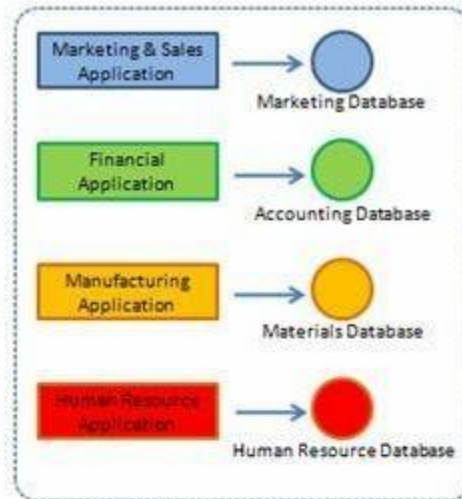 Marketing & Sales
Application
Marketing Database
Financial
Application
Accounting Database
Manufacturing
Application
Materials Database
Human Resource
Application
Human Resource Database